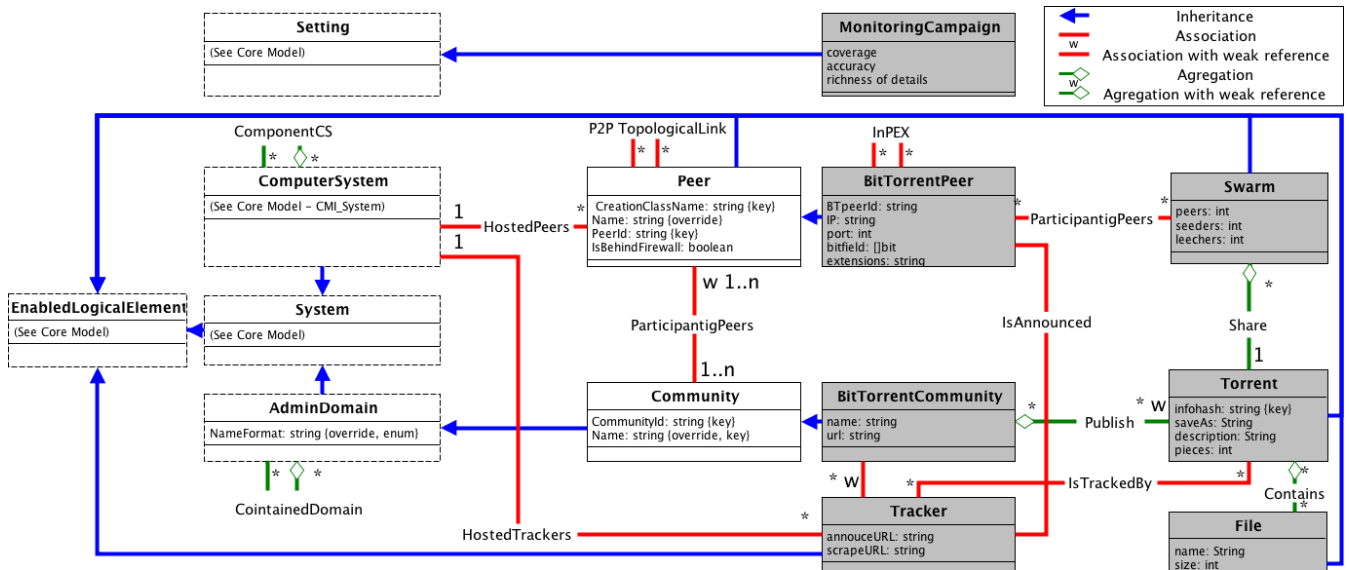 Setting
(See Core Model)
MonitoringCampaign
coverage
accuracy
richness of details
Inheritance
Association
w
Association with weak reference
Agregation
w
Agregation with weak reference
ComponentCS
* *
P2P TopologicalLink
* *
InPEX
* *
ComputerSystem
(See Core Model - CMI_System)
1
HostedPeers
*
1
Peer
CreationClassName: string {key}
Name: string {override}
PeerId: string {key}
IsBehindFirewall: boolean
BitTorrentPeer
BTpeerId: string
IP: string
port: int
bitfield: []bit
extensions: string
*
ParticipantigPeers
*
Swarm
peers: int
seeders: int
leechers: int
*
Share
1
EnabledLogicalElement
(See Core Model)
System
(See Core Model)
w 1..n
ParticipantigPeers
1..n
IsAnnounced
AdminDomain
NameFormat: string {override, enum}
* *
CointainedDomain
Community
CommunityId: string {key}
Name: string {override, key}
BitTorrentCommunity
name: string
url: string
*
Publish
* w
Torrent
infohash: string {key}
saveAs: String
description: String
pieces: int
* w
*
IsTrackedBy
*
*
Contains
*
HostedTrackers
*
Tracker
annouceURL: string
scrapeURL: string
File
name: String
size: int